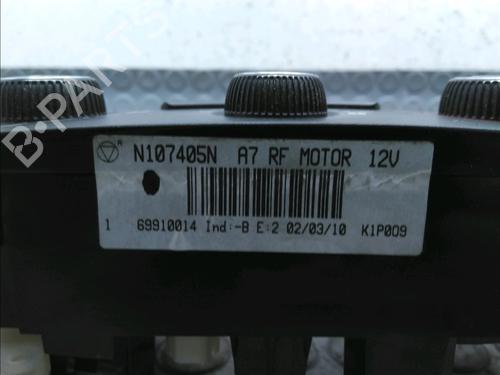 B-PARTS
N107405N A7 RF MOTOR 12V
1 69910014 Ind:-B E:2 02/03/10 K1P009